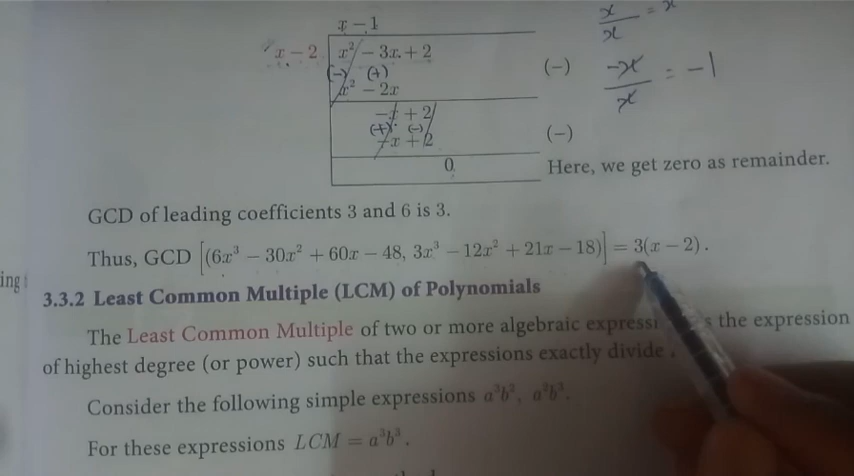 x − 1
x/x = x
x − 2 x² − 3x + 2
(−) (+) (−) −x/x = −1
x² − 2x
−x + 2
(+) (−) (−)
−x + 2
0 Here, we get zero as remainder.
GCD of leading coefficients 3 and 6 is 3.
Thus, GCD [(6x³ − 30x² + 60x − 48, 3x³ − 12x² + 21x − 18)] = 3(x − 2).
ing
3.3.2 Least Common Multiple (LCM) of Polynomials
The Least Common Multiple of two or more algebraic expressi s the expression
of highest degree (or power) such that the expressions exactly divide
Consider the following simple expressions
For these expressions LCM = a³b³.